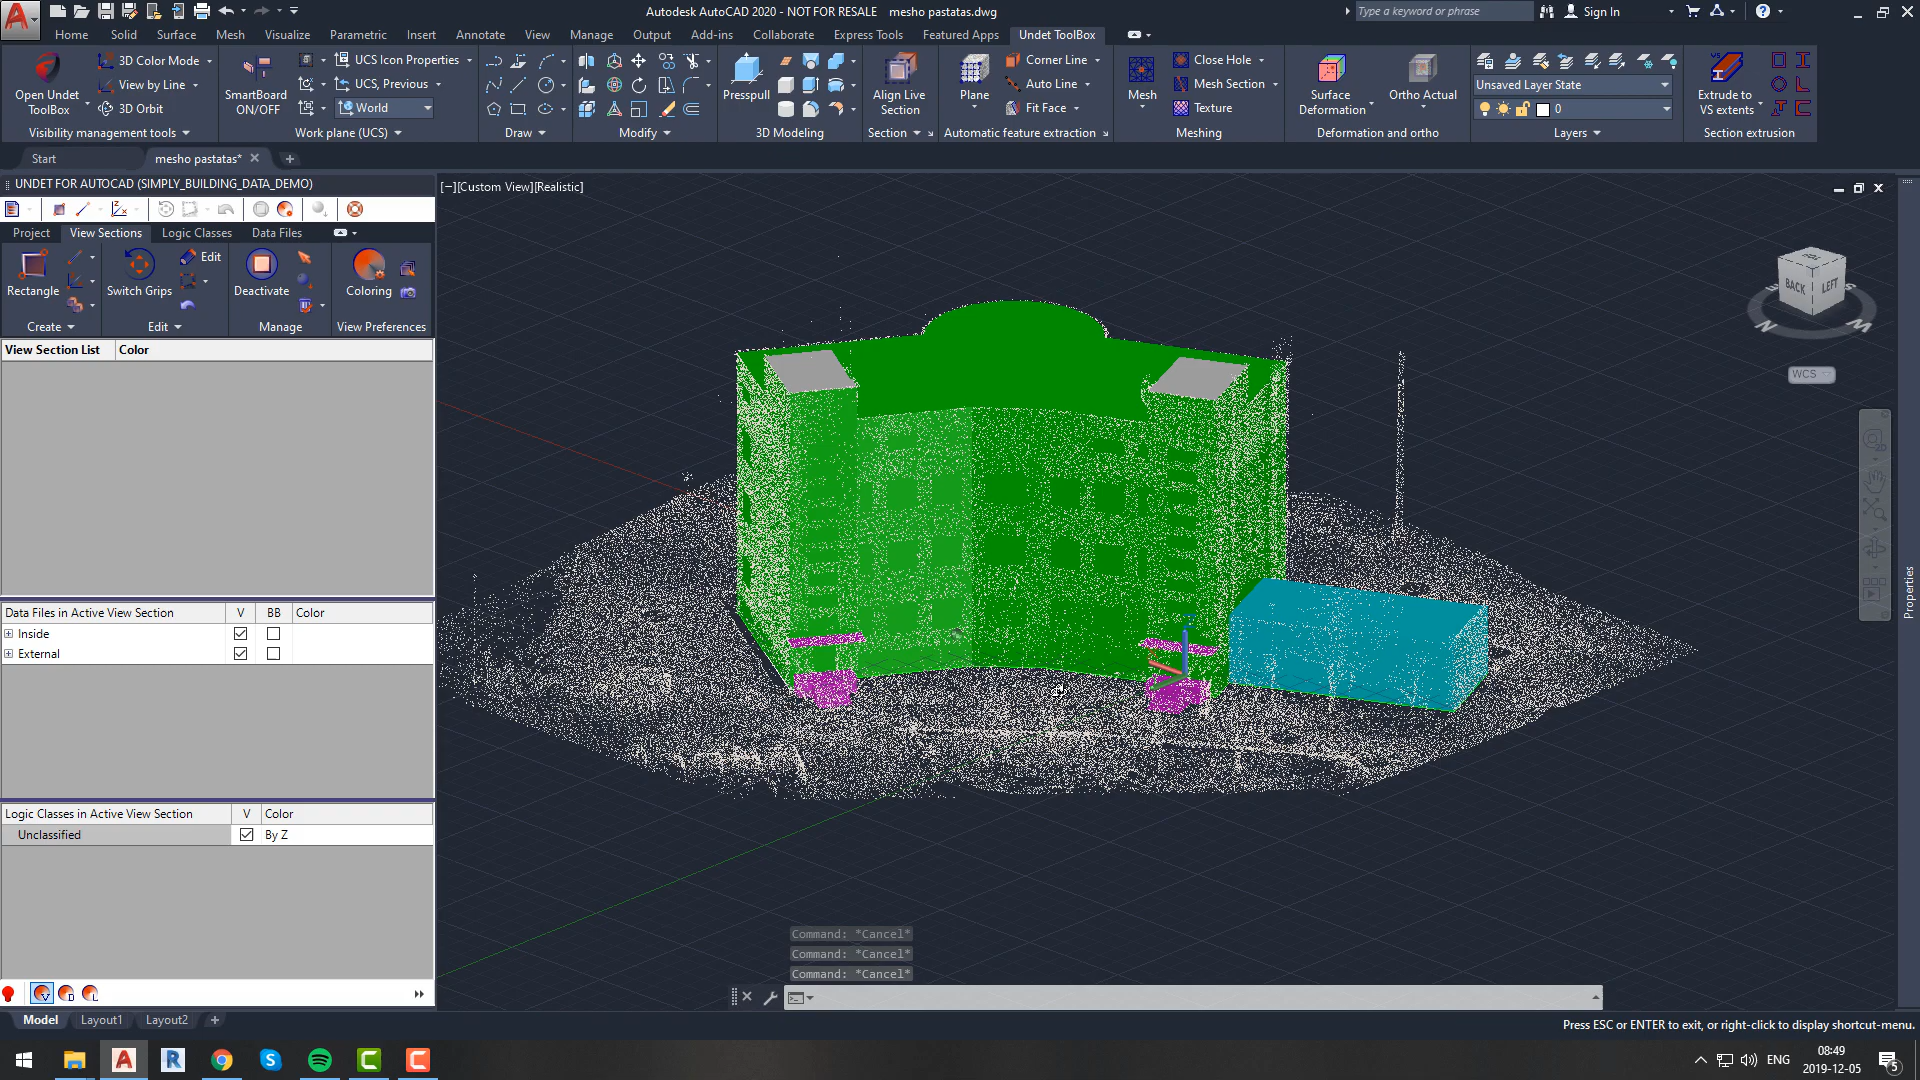 Autodesk AutoCAD 2020 - NOT FOR RESALE mesho pastatas.dwg
Type a keyword or phrase
Sign In
Home Solid Surface Mesh Visualize Parametric Insert Annotate View Manage Output Add-ins Collaborate Express Tools Featured Apps Undet ToolBox
Open Undet ToolBox
3D Color Mode
View by Line
3D Orbit
Visibility management tools
SmartBoard ON/OFF
UCS Icon Properties
UCS, Previous
World
Work plane (UCS)
Draw
Modify
Presspull
3D Modeling
Align Live Section
Section
Plane
Corner Line
Auto Line
Fit Face
Automatic feature extraction
Mesh
Close Hole
Mesh Section
Texture
Meshing
Surface Deformation
Ortho Actual
Deformation and ortho
Unsaved Layer State
0
Layers
Extrude to VS extents
Section extrusion
Start
mesho pastatas*
UNDET FOR AUTOCAD (SIMPLY_BUILDING_DATA_DEMO)
Project View Sections Logic Classes Data Files
Rectangle
Create
Switch Grips
Edit
Edit
Deactivate
Manage
Coloring
View Preferences
View Section List Color
Data Files in Active View Section V BB Color
Inside
External
Logic Classes in Active View Section V Color
Unclassified By Z
[−][Custom View][Realistic]
BACK
LEFT
N
WCS
Properties
Command: *Cancel*
Command: *Cancel*
Command: *Cancel*
Model Layout1 Layout2
Press ESC or ENTER to exit, or right-click to display shortcut-menu.
ENG
08:49
2019-12-05
5